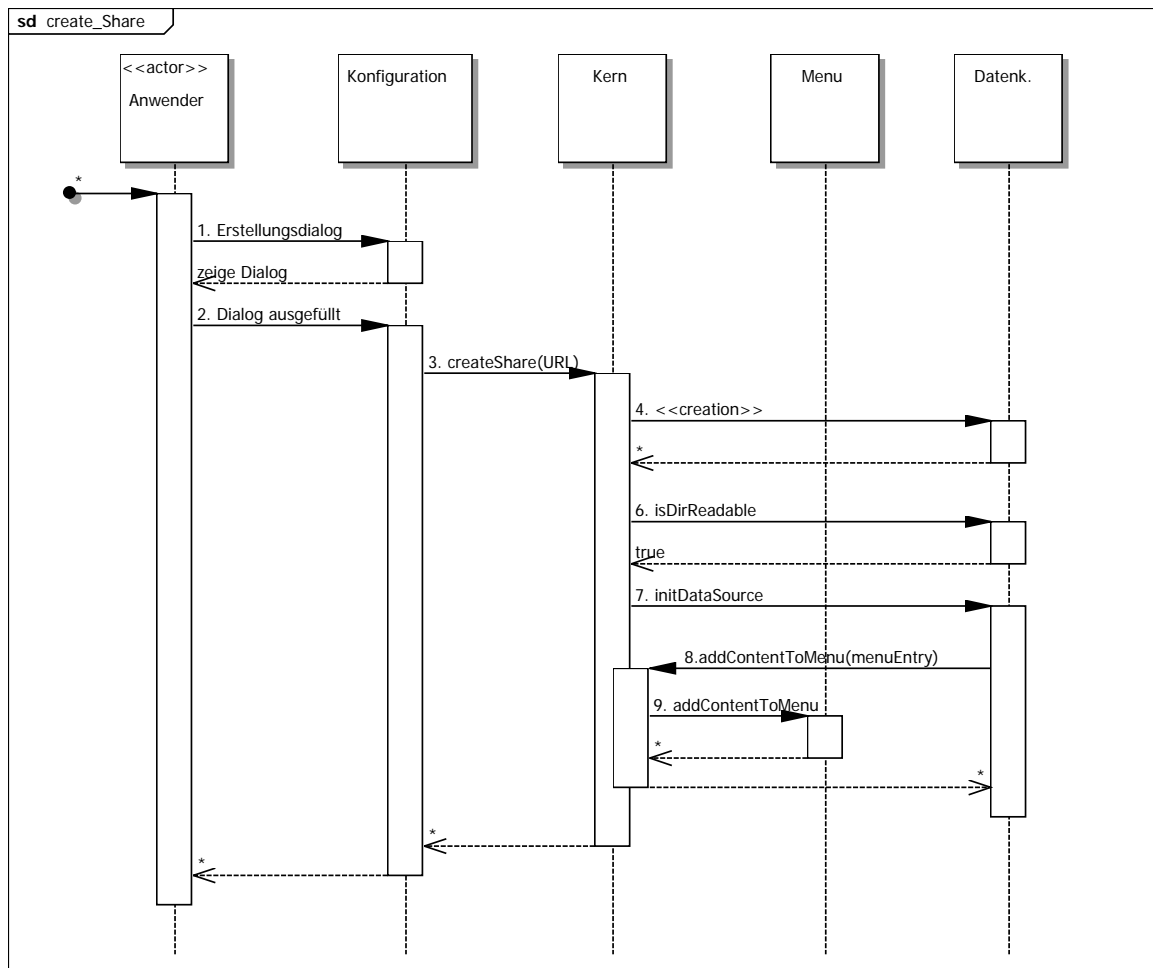 sd create_Share
<<actor>>
Anwender
Konfiguration
Kern
Menu
Datenk.
*
1. Erstellungsdialog
zeige Dialog
2. Dialog ausgefüllt
3. createShare(URL)
4. <<creation>>
*
6. isDirReadable
true
7. initDataSource
8.addContentToMenu(menuEntry)
9. addContentToMenu
*
*
*
*